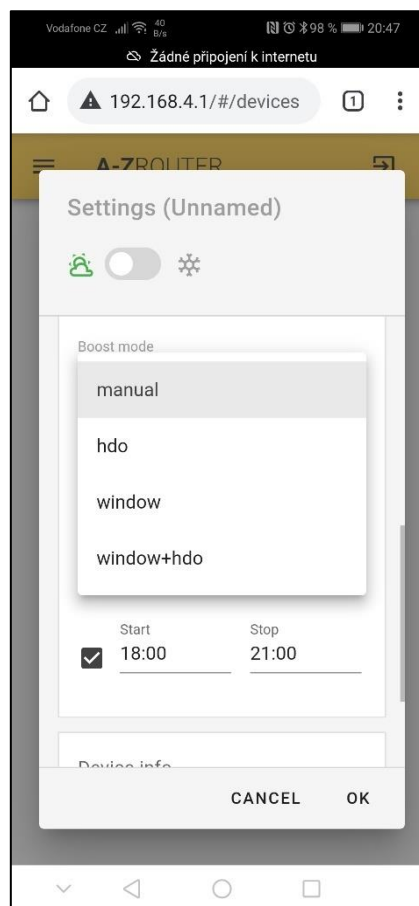 Vodafone CZ 40 B/s 98 % 20:47
Žádné připojení k internetu
192.168.4.1/#/devices 1
A-ZROUTER
Settings (Unnamed)
Boost mode
manual
hdo
window
window+hdo
Start Stop
18:00 21:00
Device info
CANCEL OK